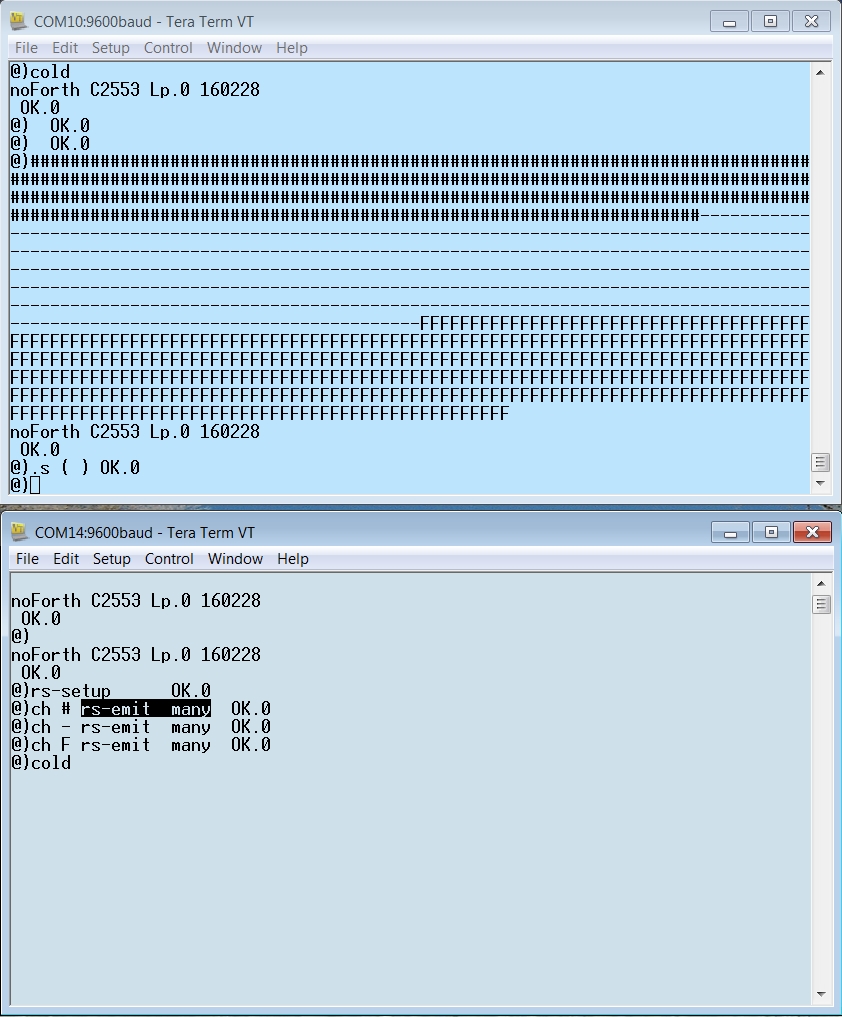 COM10:9600baud - Tera Term VT
File Edit Setup Control Window Help
@)cold
noForth C2553 Lp.0 160228
OK.0
@)  OK.0
@)  OK.0
@)##############################################################################
################################################################################
################################################################################
#####################################################################-----------
--------------------------------------------------------------------------------
--------------------------------------------------------------------------------
--------------------------------------------------------------------------------
--------------------------------------------------------------------------------
--------------------------------------------------------------------------------
-----------------------------------------FFFFFFFFFFFFFFFFFFFFFFFFFFFFFFFFFFFFFFF
FFFFFFFFFFFFFFFFFFFFFFFFFFFFFFFFFFFFFFFFFFFFFFFFFFFFFFFFFFFFFFFFFFFFFFFFFFFFFFFF
FFFFFFFFFFFFFFFFFFFFFFFFFFFFFFFFFFFFFFFFFFFFFFFFFFFFFFFFFFFFFFFFFFFFFFFFFFFFFFFF
FFFFFFFFFFFFFFFFFFFFFFFFFFFFFFFFFFFFFFFFFFFFFFFFFFFFFFFFFFFFFFFFFFFFFFFFFFFFFFFF
FFFFFFFFFFFFFFFFFFFFFFFFFFFFFFFFFFFFFFFFFFFFFFFFFFFFFFFFFFFFFFFFFFFFFFFFFFFFFFFF
FFFFFFFFFFFFFFFFFFFFFFFFFFFFFFFFFFFFFFFFFFFFFFFFFF
noForth C2553 Lp.0 160228
OK.0
@).s ( ) OK.0
@)
COM14:9600baud - Tera Term VT
File Edit Setup Control Window Help
noForth C2553 Lp.0 160228
OK.0
@)
noForth C2553 Lp.0 160228
OK.0
@)rs-setup      OK.0
@)ch # rs-emit  many  OK.0
@)ch - rs-emit  many  OK.0
@)ch F rs-emit  many  OK.0
@)cold